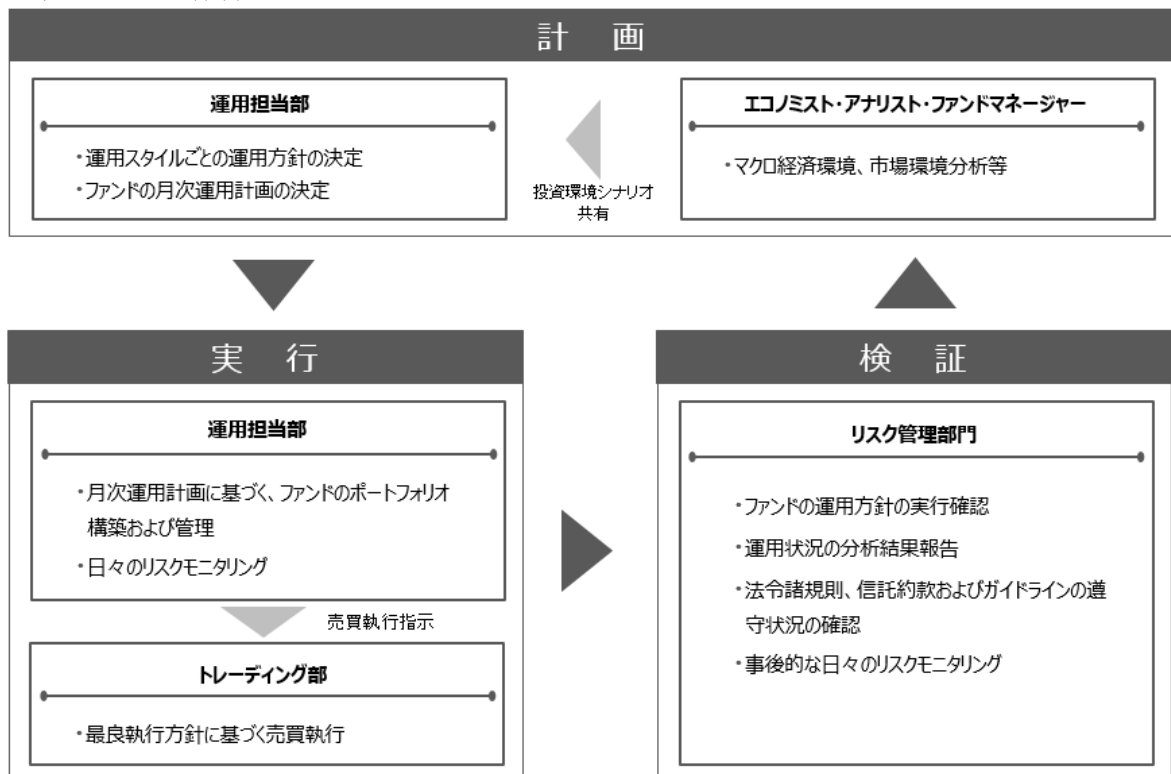 計 画
運用担当部
・運用スタイルごとの運用方針の決定
・ファンドの月次運用計画の決定
投資環境シナリオ
共有
エコノミスト・アナリスト・ファンドマネージャー
・マクロ経済環境、市場環境分析等
実 行
運用担当部
・月次運用計画に基づく、ファンドのポートフォリオ
構築および管理
・日々のリスクモニタリング
売買執行指示
トレーディング部
・最良執行方針に基づく売買執行
検 証
リスク管理部門
・ファンドの運用方針の実行確認
・運用状況の分析結果報告
・法令諸規則、信託約款およびガイドラインの遵
守状況の確認
・事後的な日々のリスクモニタリング